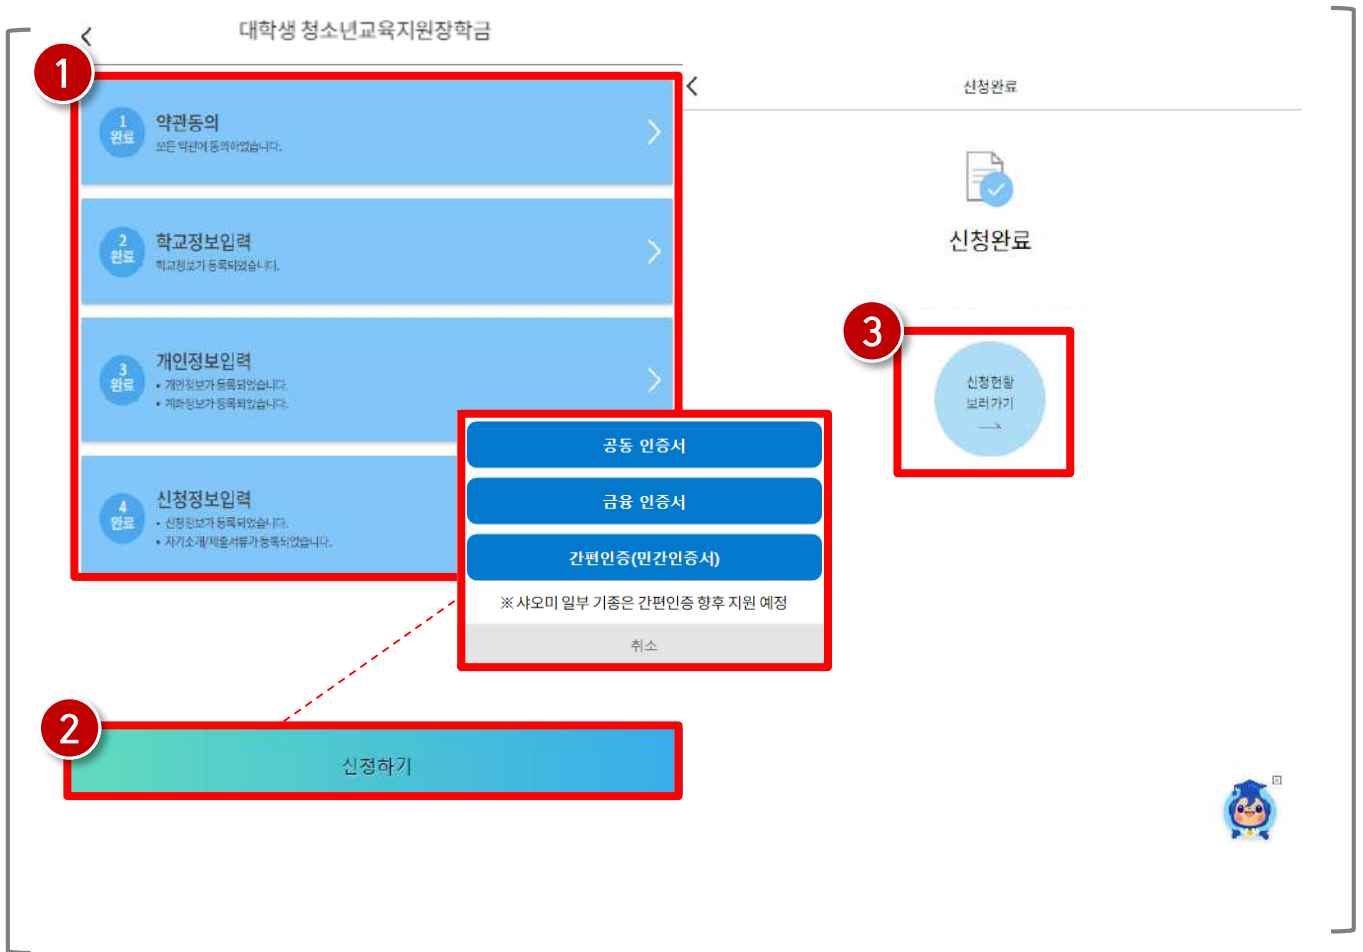 대학생 청소년교육지원장학금
1
1
완료
약관동의
모든 약관에 동의하였습니다.
2
완료
학교정보입력
학교정보가 등록되었습니다.
3
완료
개인정보입력
• 개인정보가 등록되었습니다.
• 계좌정보가 등록되었습니다.
4
완료
신청정보입력
• 신청정보가 등록되었습니다.
• 자기소개/제출서류가 등록되었습니다.
공동 인증서
금융 인증서
간편인증(민간인증서)
※ 샤오미 일부 기종은 간편인증 향후 지원 예정
취소
2
신청하기
신청완료
신청완료
3
신청현황
보러가기